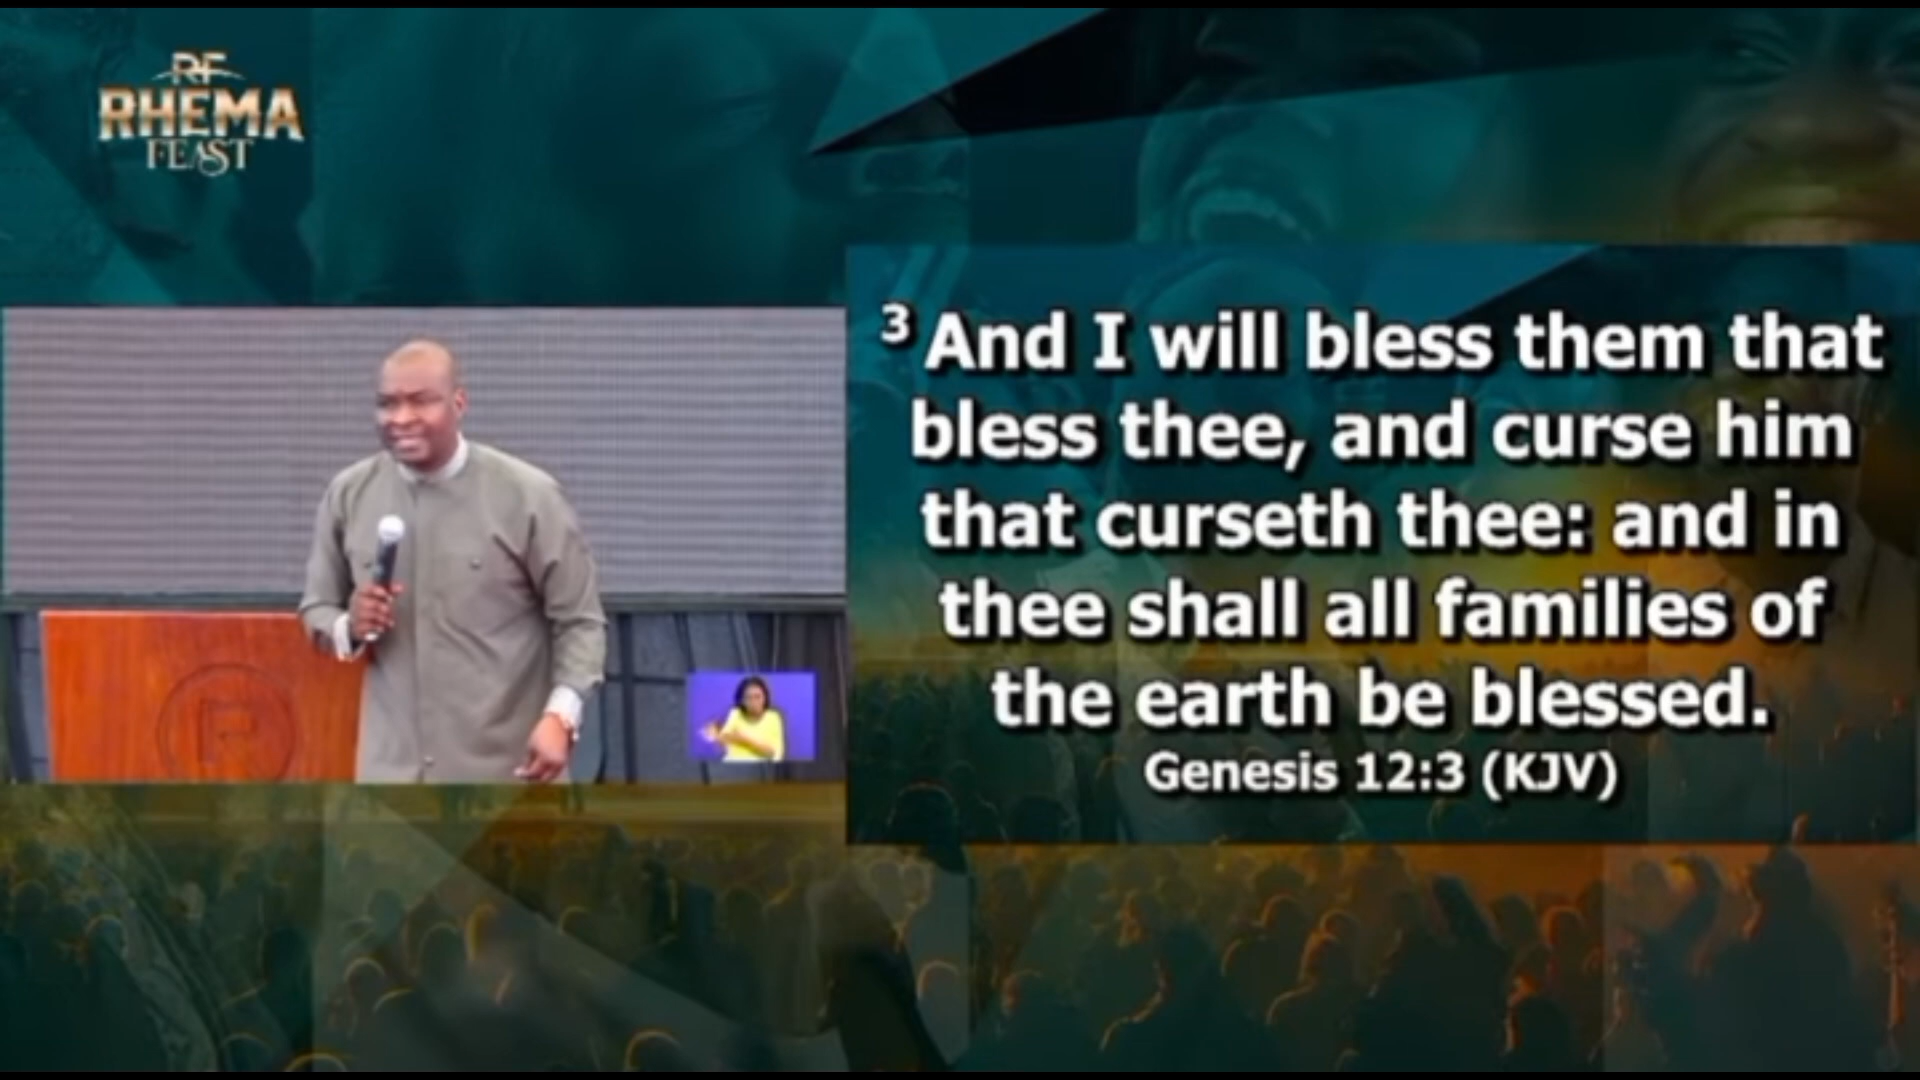 RF
RHEMA
FEAST
3 And I will bless them that
bless thee, and curse him
that curseth thee: and in
thee shall all families of
the earth be blessed.
Genesis 12:3 (KJV)